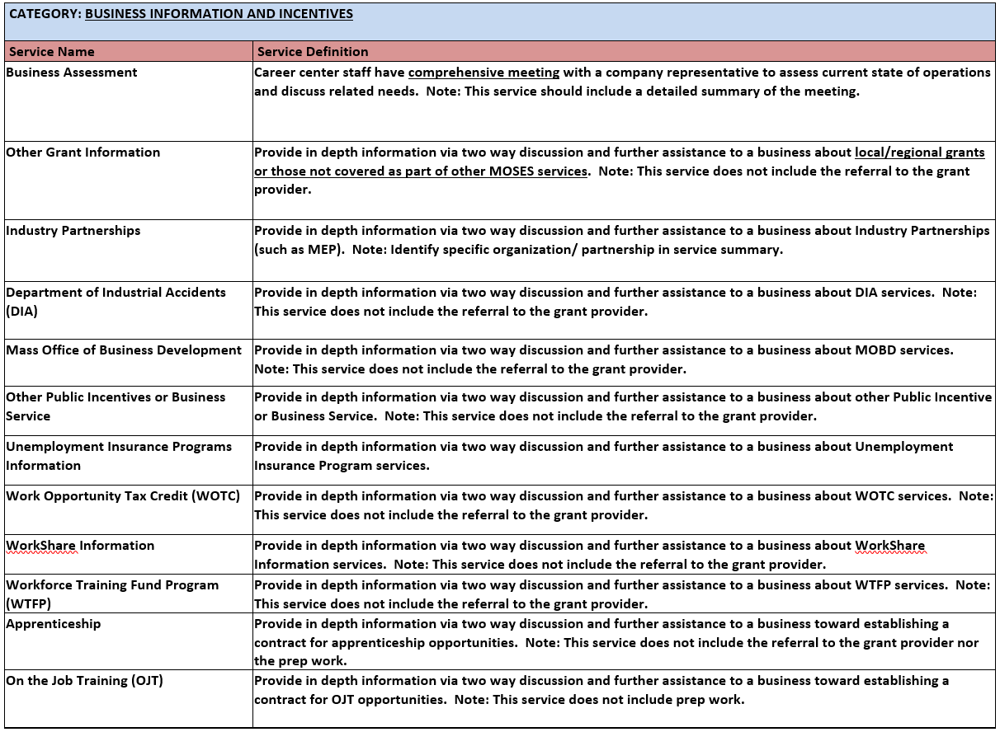 CATEGORY: BUSINESS INFORMATION AND INCENTIVES
Service Name
Service Definition
Business Assessment
Career center staff have comprehensive meeting with a company representative to assess current state of operations
and discuss related needs.  Note: This service should include a detailed summary of the meeting.
Other Grant Information
Provide in depth information via two way discussion and further assistance to a business about local/regional grants
or those not covered as part of other MOSES services.  Note: This service does not include the referral to the grant
provider.
Industry Partnerships
Provide in depth information via two way discussion and further assistance to a business about Industry Partnerships
(such as MEP).  Note: Identify specific organization/ partnership in service summary.
Department of Industrial Accidents
(DIA)
Provide in depth information via two way discussion and further assistance to a business about DIA services.  Note:
This service does not include the referral to the grant provider.
Mass Office of Business Development
Provide in depth information via two way discussion and further assistance to a business about MOBD services.
Note: This service does not include the referral to the grant provider.
Other Public Incentives or Business
Service
Provide in depth information via two way discussion and further assistance to a business about other Public Incentive
or Business Service.  Note: This service does not include the referral to the grant provider.
Unemployment Insurance Programs
Information
Provide in depth information via two way discussion and further assistance to a business about Unemployment
Insurance Program services.
Work Opportunity Tax Credit (WOTC)
Provide in depth information via two way discussion and further assistance to a business about WOTC services.  Note:
This service does not include the referral to the grant provider.
WorkShare Information
Provide in depth information via two way discussion and further assistance to a business about WorkShare
Information services.  Note: This service does not include the referral to the grant provider.
Workforce Training Fund Program
(WTFP)
Provide in depth information via two way discussion and further assistance to a business about WTFP services.  Note:
This service does not include the referral to the grant provider.
Apprenticeship
Provide in depth information via two way discussion and further assistance to a business toward establishing a
contract for apprenticeship opportunities.  Note: This service does not include the referral to the grant provider nor
the prep work.
On the Job Training (OJT)
Provide in depth information via two way discussion and further assistance to a business toward establishing a
contract for OJT opportunities.  Note: This service does not include prep work.